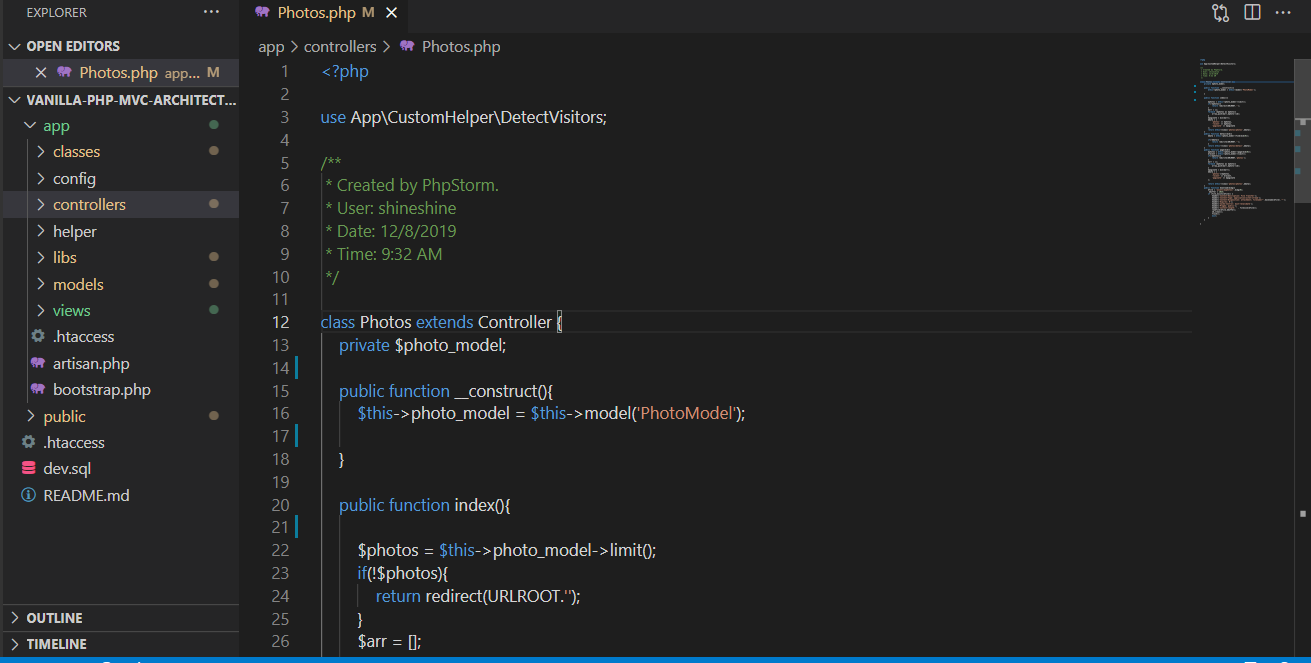 EXPLORER
OPEN EDITORS
Photos.php app... M
VANILLA-PHP-MVC-ARCHITECT...
app
classes
config
controllers
helper
libs
models
views
.htaccess
artisan.php
bootstrap.php
public
.htaccess
dev.sql
README.md
OUTLINE
TIMELINE
Photos.php M
app > controllers > Photos.php
1 <?php
2
3 use App\CustomHelper\DetectVisitors;
4
5 /**
6 * Created by PhpStorm.
7 * User: shineshine
8 * Date: 12/8/2019
9 * Time: 9:32 AM
10 */
11
12 class Photos extends Controller {
13 private $photo_model;
14
15 public function __construct(){
16 $this->photo_model = $this->model('PhotoModel');
17
18 }
19
20 public function index(){
21
22 $photos = $this->photo_model->limit();
23 if(!$photos){
24 return redirect(URLROOT.'');
25 }
26 $arr = [];